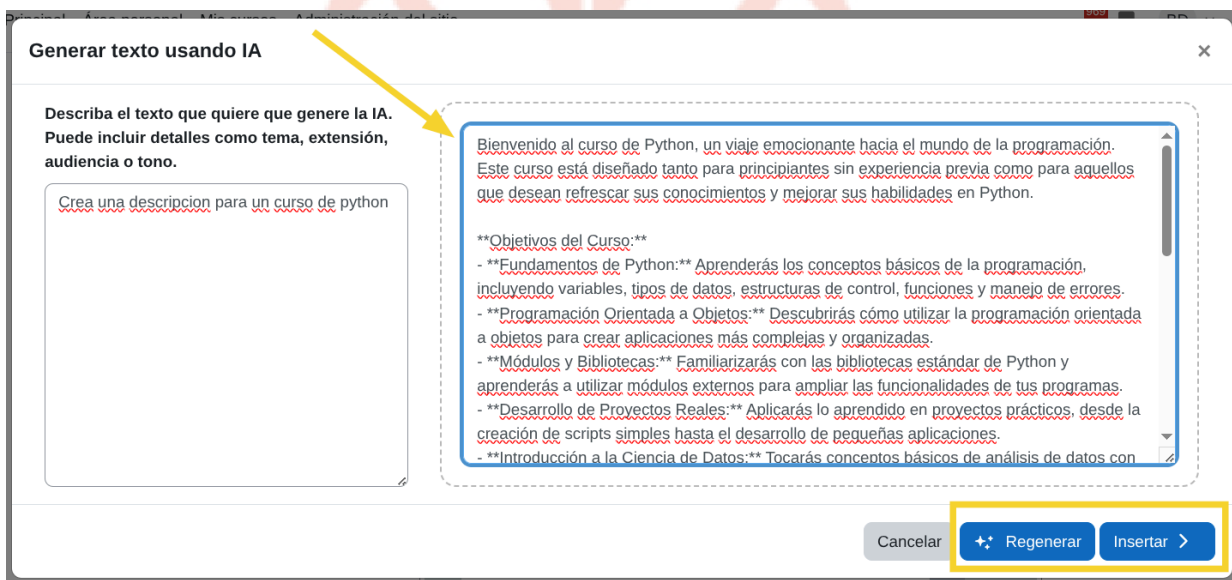 Principal Área personal Mis cursos Administración del sitio
Generar texto usando IA
Describa el texto que quiere que genere la IA.
Puede incluir detalles como tema, extensión,
audiencia o tono.
Crea una descripcion para un curso de python
Bienvenido al curso de Python, un viaje emocionante hacia el mundo de la programación.
Este curso está diseñado tanto para principiantes sin experiencia previa como para aquellos
que desean refrescar sus conocimientos y mejorar sus habilidades en Python.
**Objetivos del Curso:**
- **Fundamentos de Python:** Aprenderás los conceptos básicos de la programación,
incluyendo variables, tipos de datos, estructuras de control, funciones y manejo de errores.
- **Programación Orientada a Objetos:** Descubrirás cómo utilizar la programación orientada
a objetos para crear aplicaciones más complejas y organizadas.
- **Módulos y Bibliotecas:** Familiarizarás con las bibliotecas estándar de Python y
aprenderás a utilizar módulos externos para ampliar las funcionalidades de tus programas.
- **Desarrollo de Proyectos Reales:** Aplicarás lo aprendido en proyectos prácticos, desde la
creación de scripts simples hasta el desarrollo de pequeñas aplicaciones.
- **Introducción a la Ciencia de Datos:** Tocarás conceptos básicos de análisis de datos con
Cancelar Regenerar Insertar